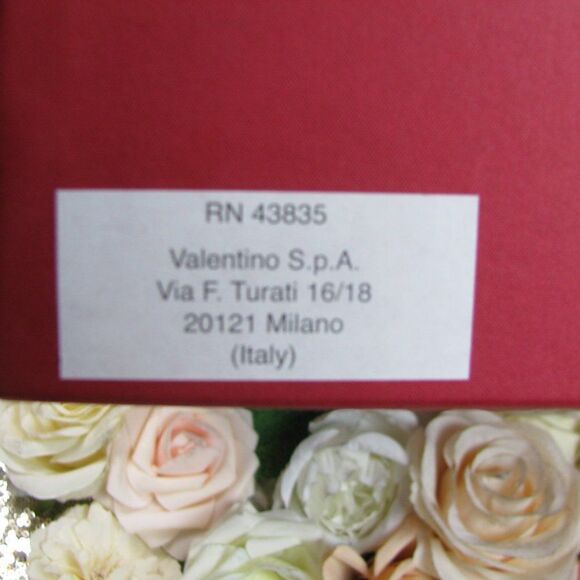 RN 43835
Valentino S.p.A.
Via F. Turati 16/18
20121 Milano
(Italy)